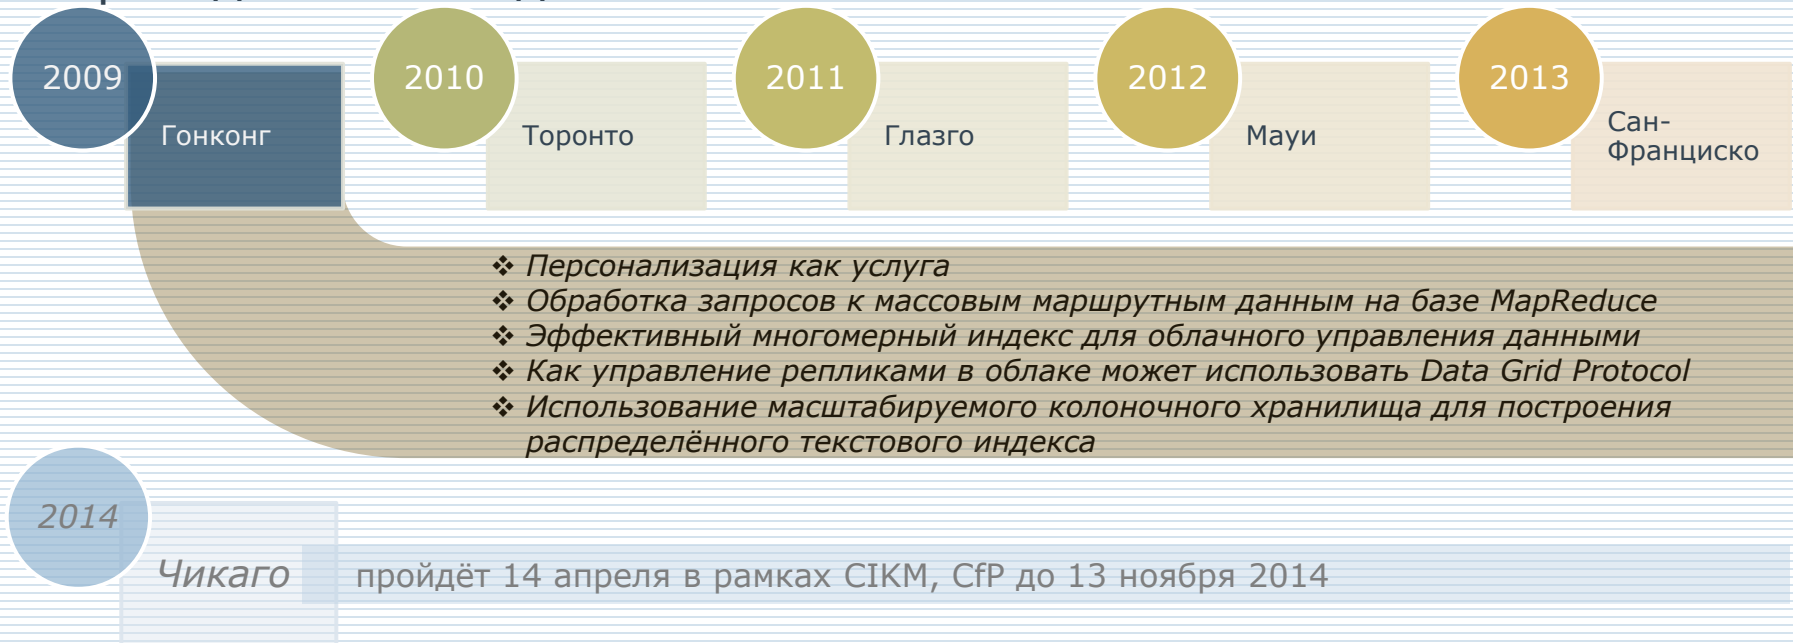 2009
Гонконг
2010
Торонто
2011
Глазго
2012
Мауи
2013
Сан-
Франциско
❖ Персонализация как услуга
❖ Обработка запросов к массовым маршрутным данным на базе MapReduce
❖ Эффективный многомерный индекс для облачного управления данными
❖ Как управление репликами в облаке может использовать Data Grid Protocol
❖ Использование масштабируемого колоночного хранилища для построения
распределённого текстового индекса
2014
Чикаго
пройдёт 14 апреля в рамках CIKM, CfP до 13 ноября 2014